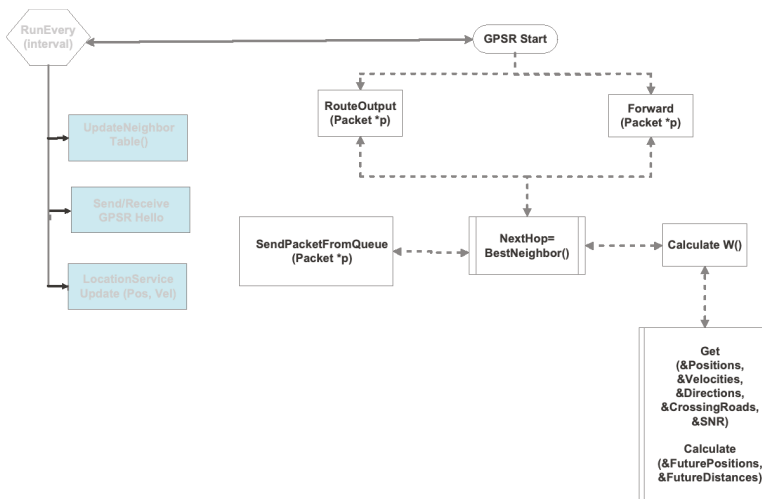 RunEvery
(interval)
GPSR Start
RouteOutput
(Packet *p)
Forward
(Packet *p)
UpdateNeighbor
Table()
Send/Receive
GPSR Hello
LocationService
Update (Pos, Vel)
SendPacketFromQueue
(Packet *p)
NextHop=
BestNeighbor()
Calculate W()
Get
(&Positions,
&Velocities,
&Directions,
&CrossingRoads,
&SNR)
Calculate
(&FuturePositions,
&FutureDistances)